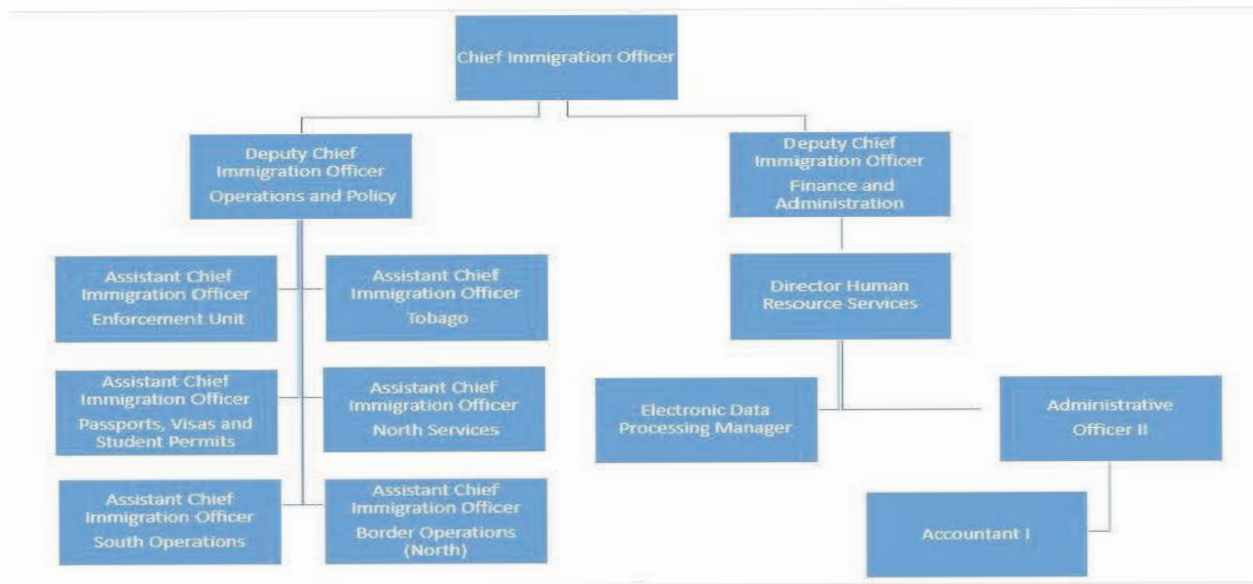 Chief Immigration Officer
Deputy Chief
Immigration Officer
Operations and Policy
Deputy Chief
Immigration Officer
Finance and
Administration
Assistant Chief
Immigration Officer
Enforcement Unit
Assistant Chief
Immigration Officer
Tobago
Director Human
Resource Services
Assistant Chief
Immigration Officer
Passports, Visas and
Student Permits
Assistant Chief
Immigration Officer
North Services
Electronic Data
Processing Manager
Administrative
Officer II
Assistant Chief
Immigration Officer
South Operations
Assistant Chief
Immigration Officer
Border Operations
(North)
Accountant I